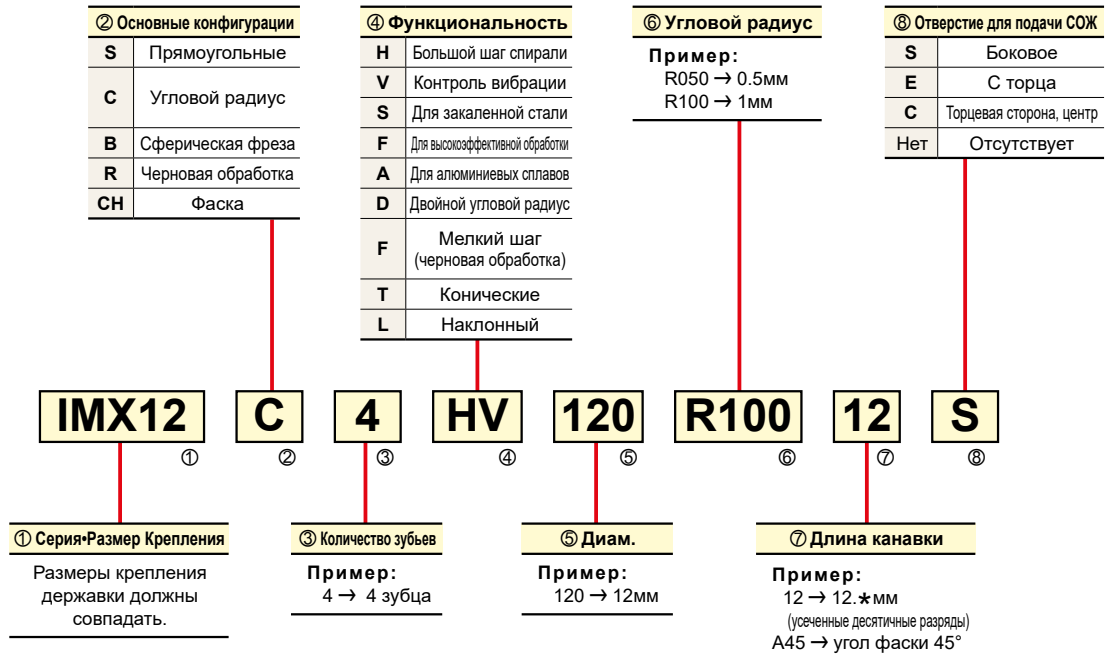 ② Основные конфигурации
S Прямоугольные
C Угловой радиус
B Сферическая фреза
R Черновая обработка
CH Фаска
④ Функциональность
H Большой шаг спирали
V Контроль вибрации
S Для закаленной стали
F Для высокоэффективной обработки
A Для алюминиевых сплавов
D Двойной угловой радиус
F Мелкий шаг
(черновая обработка)
T Конические
L Наклонный
⑥ Угловой радиус
Пример:
R050 → 0.5мм
R100 → 1мм
⑧ Отверстие для подачи СОЖ
S Боковое
E С торца
C Торцевая сторона, центр
Нет Отсутствует
IMX12 C 4 HV 120 R100 12 S
① ② ③ ④ ⑤ ⑥ ⑦ ⑧
① Серия•Размер Крепления
Размеры крепления
державки должны
совпадать.
③ Количество зубьев
Пример:
4 → 4 зубца
⑤ Диам.
Пример:
120 → 12мм
⑦ Длина канавки
Пример:
12 → 12.★мм
(усеченные десятичные разряды)
A45 → угол фаски 45°